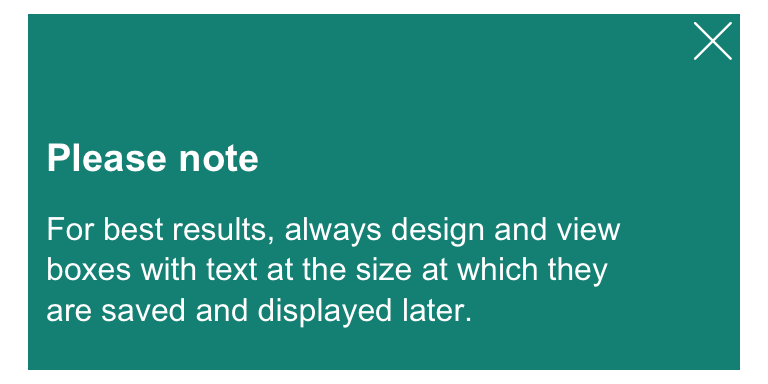 Please note
For best results, always design and view
boxes with text at the size at which they
are saved and displayed later.